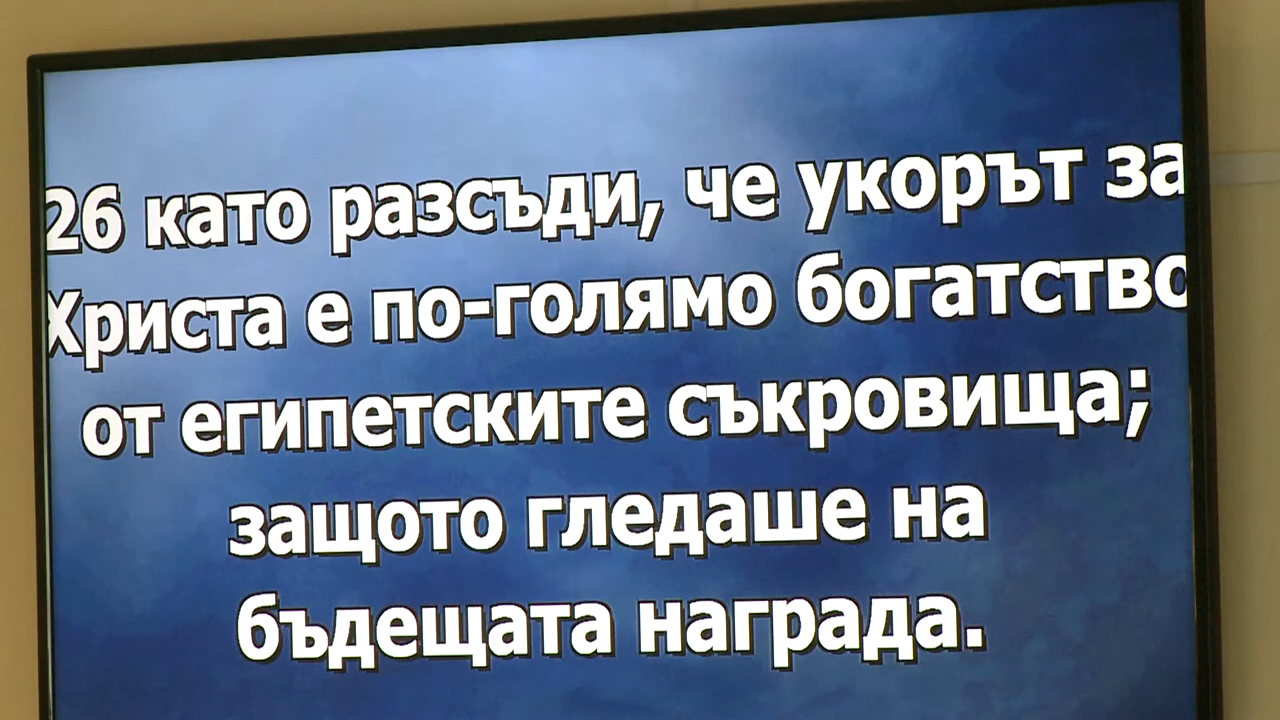 26 като разсъди, че укорът за
Христа е по-голямо богатство
от египетските съкровища;
защото гледаше на
бъдещата награда.